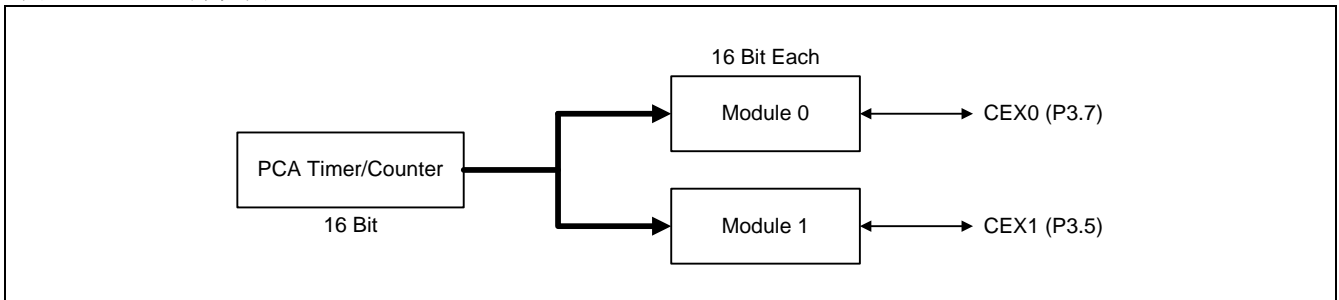 16 Bit Each
Module 0
CEX0 (P3.7)
PCA Timer/Counter
16 Bit
Module 1
CEX1 (P3.5)